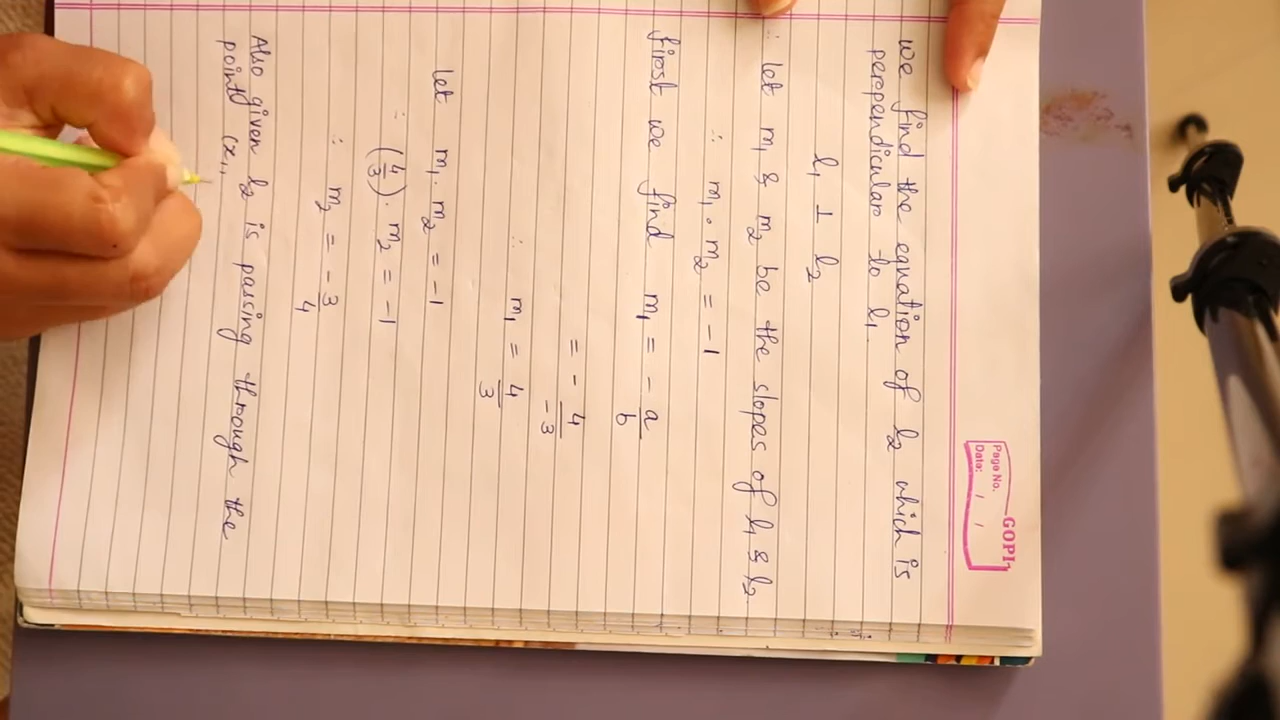 GOPI
Page No.
Date: / /
we find the equation of l₂ which is
perpendicular to l₁
l₁ ⊥ l₂
∴ let m₁ & m₂ be the slopes of l₁ & l₂
∴ m₁ . m₂ = -1
first we find m₁ = - a/b
= - 4/-3
∴ m₁ = 4/3
let m₁ . m₂ = -1
∴ (4/3) . m₂ = -1
∴ m₂ = - 3/4
Also given l₂ is passing through the
point (x₁,